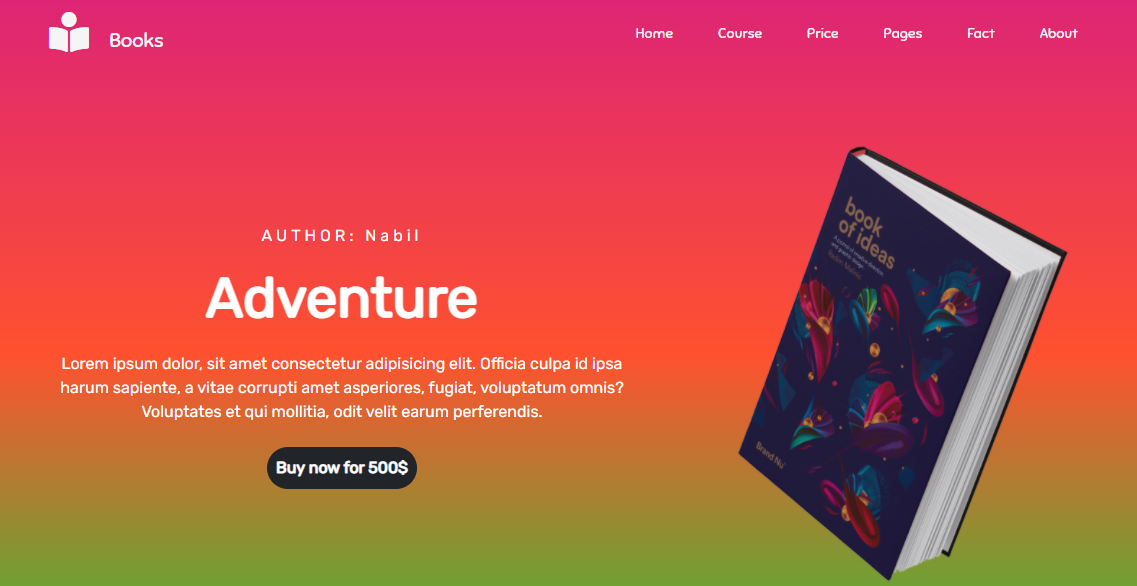 Books
Home Course Price Pages Fact About
AUTHOR: Nabil
Adventure
Lorem ipsum dolor, sit amet consectetur adipisicing elit. Officia culpa id ipsa
harum sapiente, a vitae corrupti amet asperiores, fugiat, voluptatum omnis?
Voluptates et qui mollitia, odit velit earum perferendis.
Buy now for 500$
book
of ideas
Brand Nu